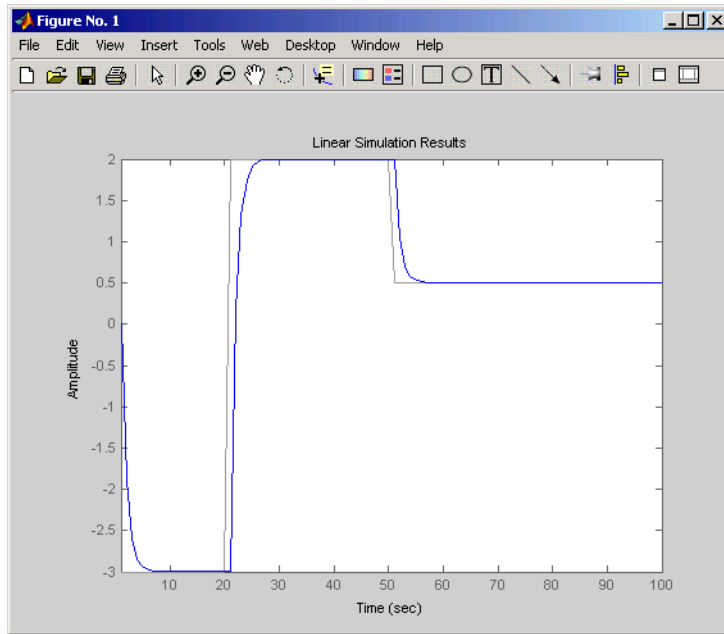 Figure No. 1
File Edit View Insert Tools Web Desktop Window Help
T
Linear Simulation Results
2
1.5
1
0.5
0
-0.5
-1
-1.5
-2
-2.5
-3
Amplitude
10 20 30 40 50 60 70 80 90 100
Time (sec)